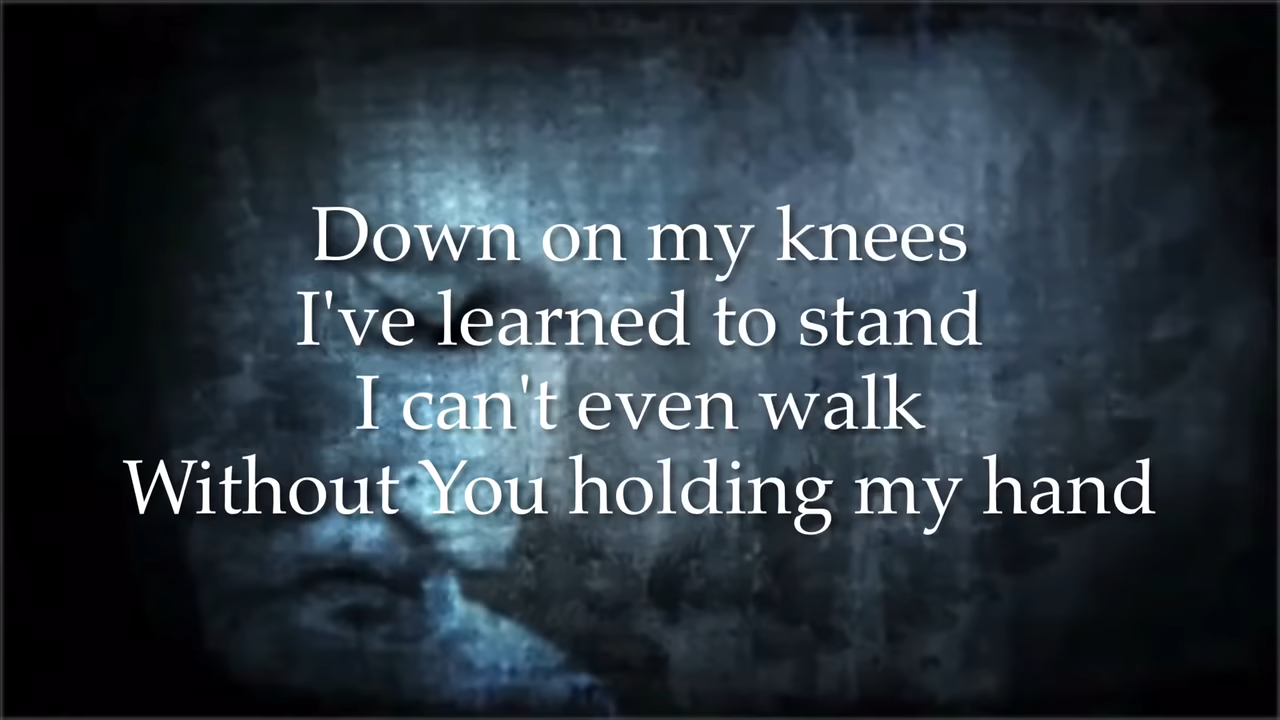 Down on my knees
I've learned to stand
I can't even walk
Without You holding my hand